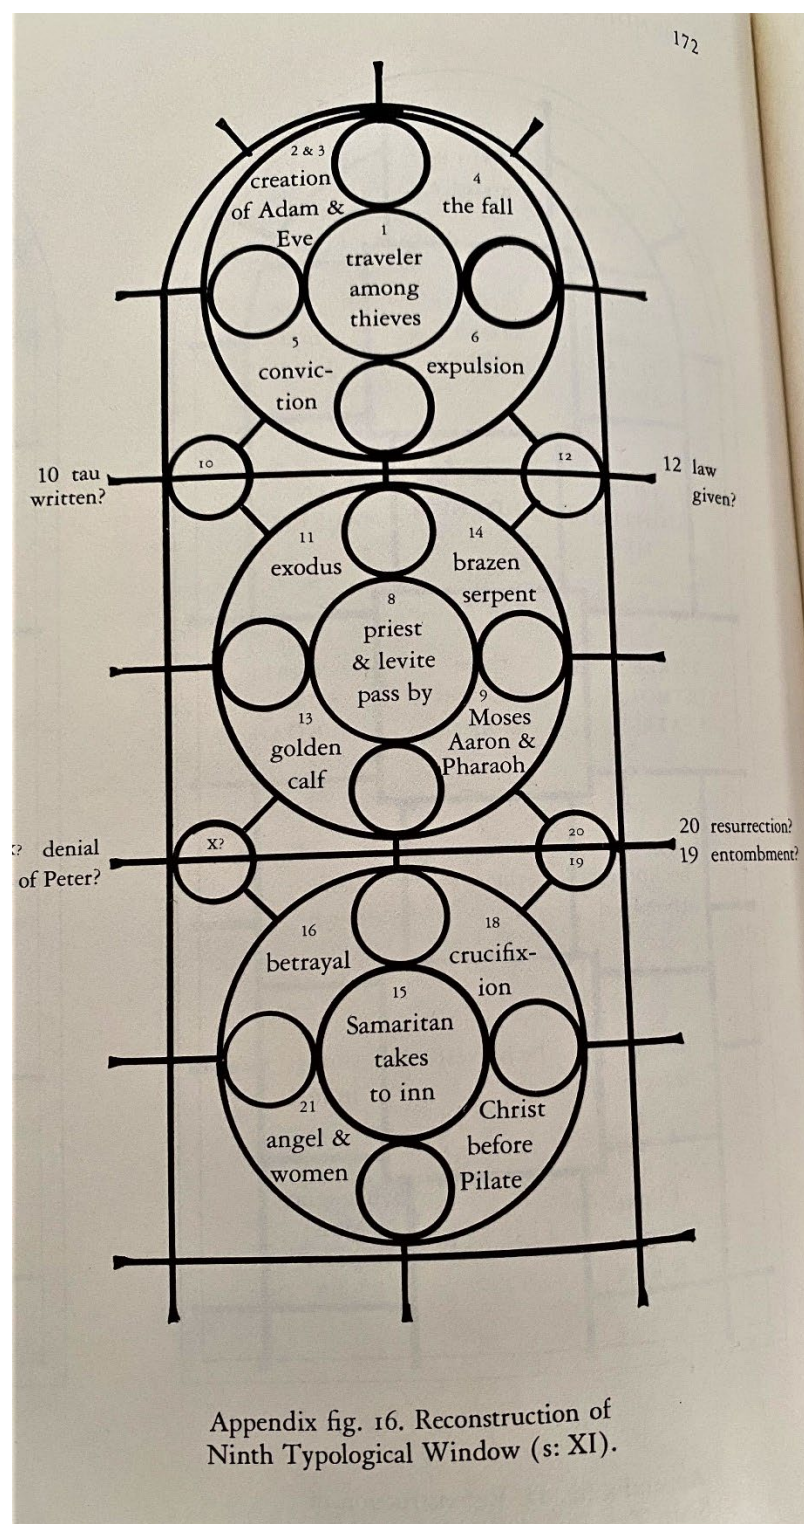 172
2 & 3
creation
of Adam &
Eve
4
the fall
1
traveler
among
thieves
5
convic-
tion
6
expulsion
10 tau
written?
10
12
12 law
given?
11
exodus
14
brazen
serpent
8
priest
& levite
pass by
13
golden
calf
9
Moses
Aaron &
Pharaoh
? denial
of Peter?
X?
20
19
20 resurrection?
19 entombment?
16
betrayal
18
crucifix-
ion
15
Samaritan
takes
to inn
21
angel &
women
Christ
before
Pilate
Appendix fig. 16. Reconstruction of
Ninth Typological Window (s: XI).